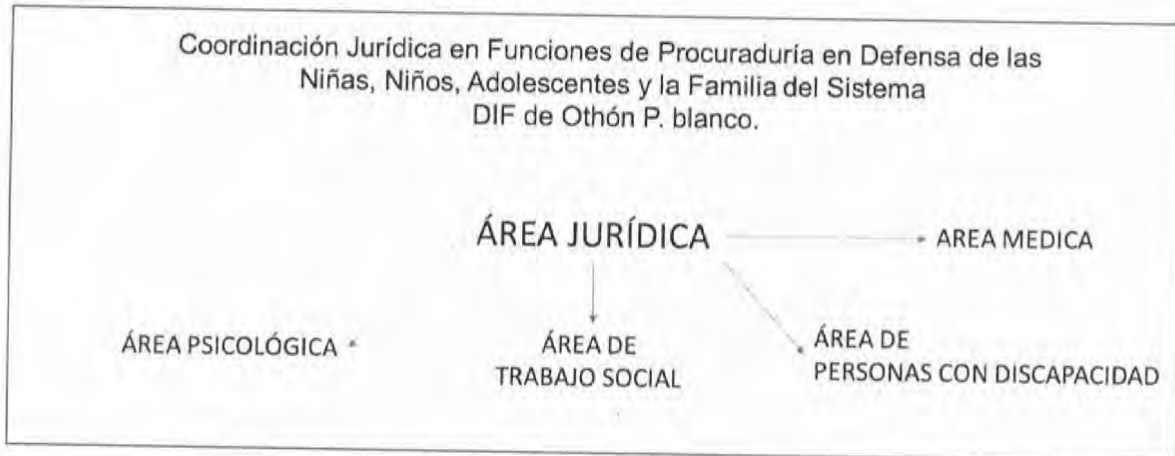 Coordinación Jurídica en Funciones de Procuraduría en Defensa de las
Niñas, Niños, Adolescentes y la Familia del Sistema
DIF de Othón P. blanco.
ÁREA JURÍDICA
AREA MEDICA
ÁREA PSICOLÓGICA
ÁREA DE
TRABAJO SOCIAL
ÁREA DE
PERSONAS CON DISCAPACIDAD